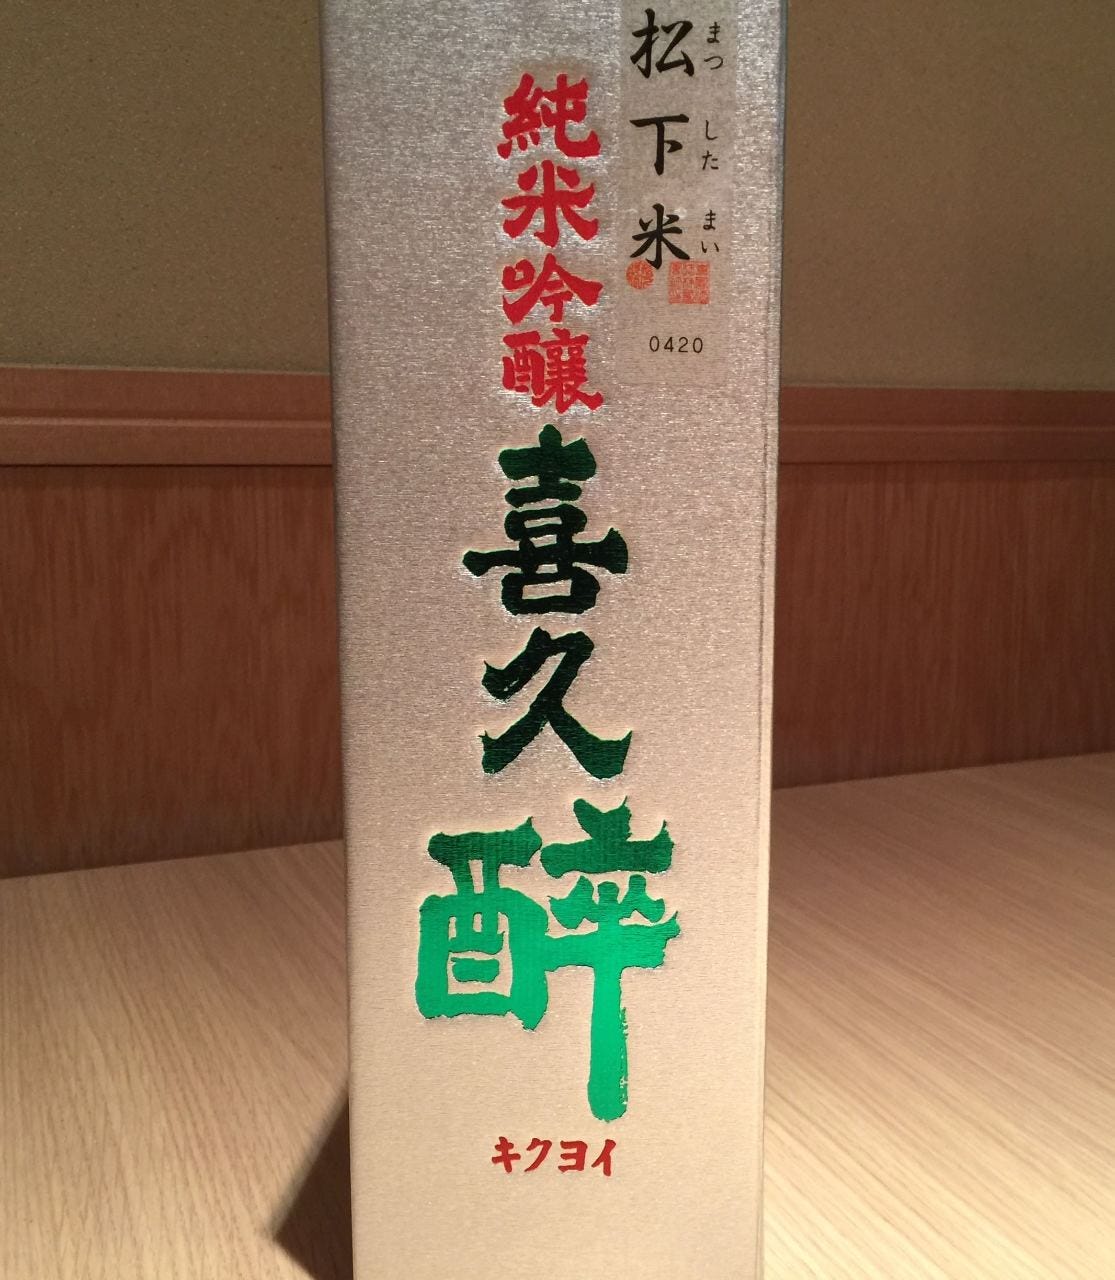 松下米
まつ した まい
0420
純米吟醸
喜久醉
キクヨイ